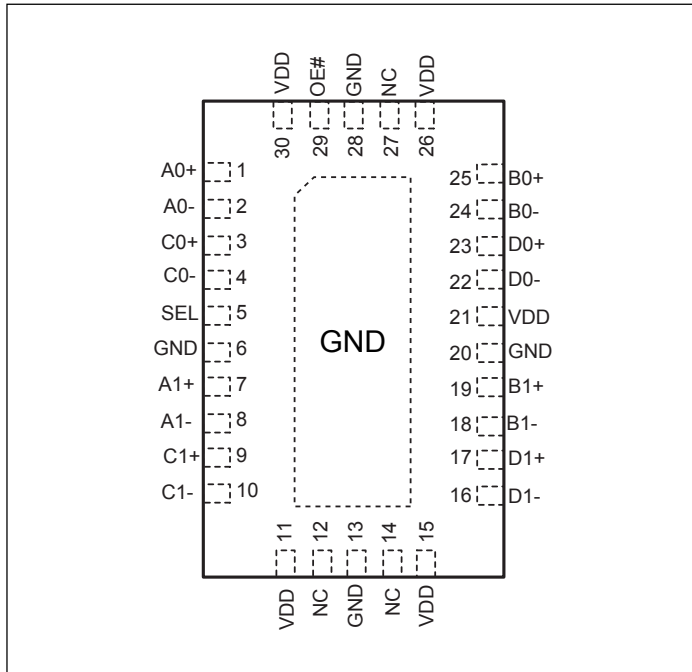 VDD OE# GND NC VDD
30 29 28 27 26
A0+ 1 25 B0+
A0- 2 24 B0-
C0+ 3 23 D0+
C0- 4 22 D0-
SEL 5 21 VDD
GND 6 GND 20 GND
A1+ 7 19 B1+
A1- 8 18 B1-
C1+ 9 17 D1+
C1- 10 16 D1-
11 12 13 14 15
VDD NC GND NC VDD